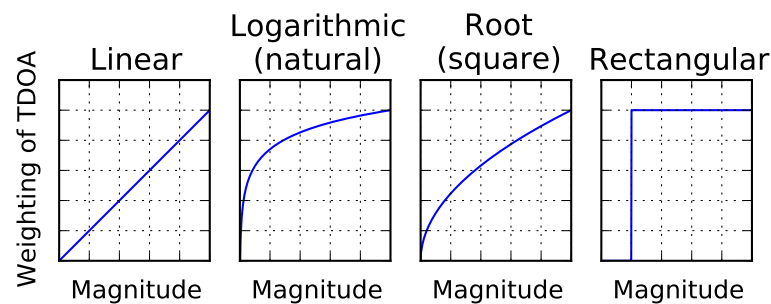 Linear
Logarithmic
(natural)
Root
(square)
Rectangular
Weighting of TDOA
Magnitude
Magnitude
Magnitude
Magnitude